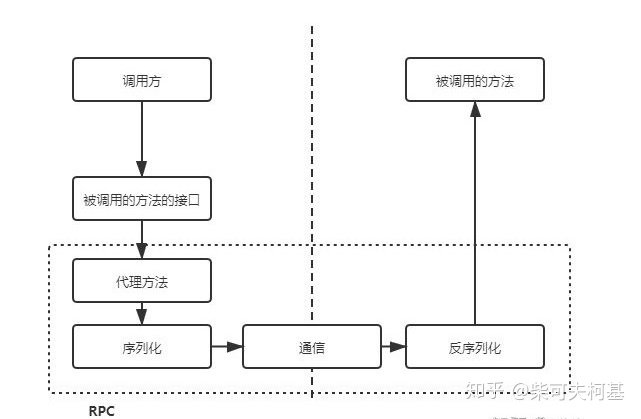 调用方
被调用的方法
被调用的方法的接口
代理方法
序列化
通信
反序列化
知乎 @柴可夫柯基
RPC